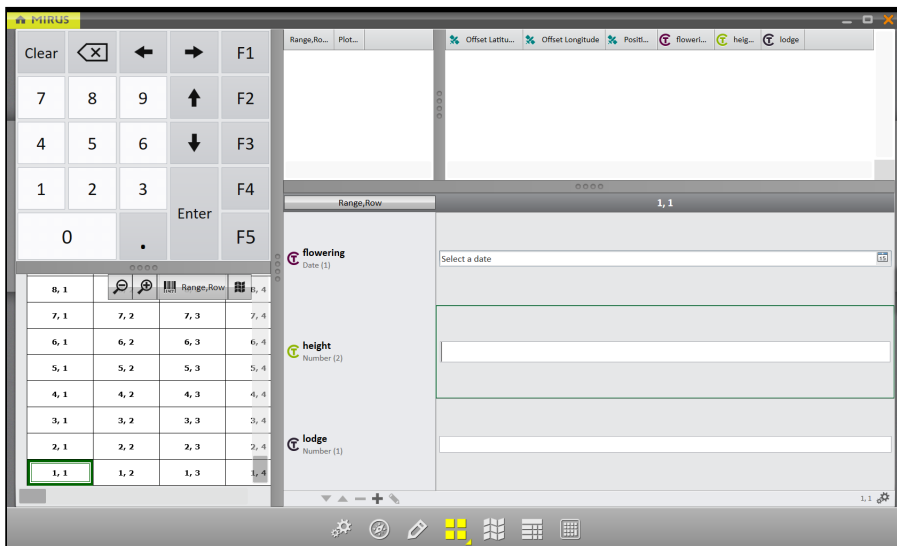 MIRUS
Clear F1
7 8 9 F2
4 5 6 F3
1 2 3 Enter F4
0 . F5
Range,Ro... Plot...
Offset Latitu... Offset Longitude Positi... floweri... heig... lodge
Range,Row 1, 1
flowering
Date (1)
Select a date
15
height
Number (2)
lodge
Number (1)
Range,Row
8, 1 8, 4
7, 1 7, 2 7, 3 7, 4
6, 1 6, 2 6, 3 6, 4
5, 1 5, 2 5, 3 5, 4
4, 1 4, 2 4, 3 4, 4
3, 1 3, 2 3, 3 3, 4
2, 1 2, 2 2, 3 2, 4
1, 1 1, 2 1, 3 1, 4
1, 1